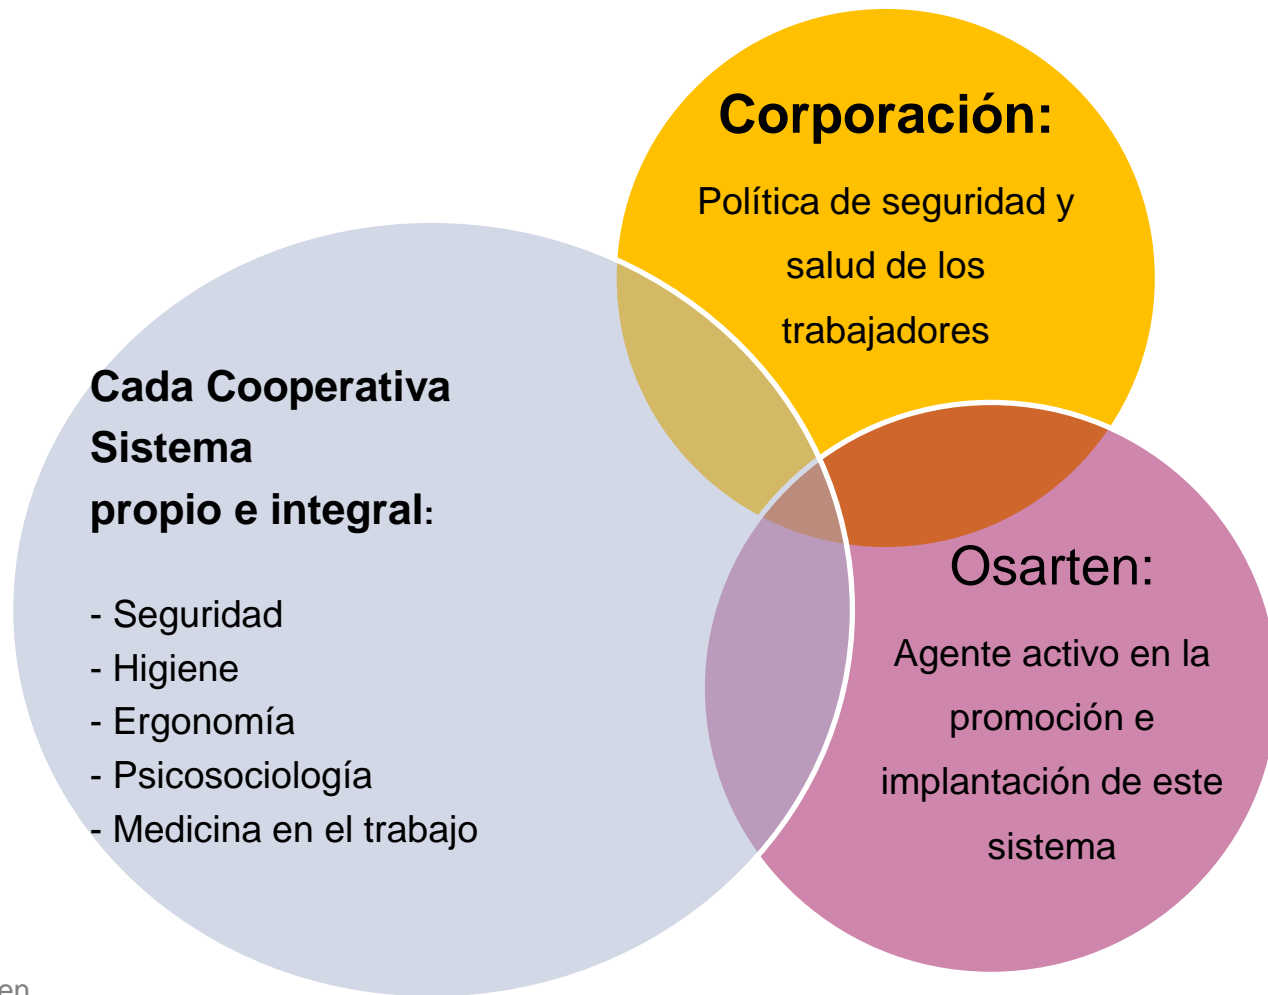 Corporación:
Política de seguridad y
salud de los
trabajadores
Cada Cooperativa
Sistema
propio e integral:
- Seguridad
- Higiene
- Ergonomía
- Psicosociología
- Medicina en el trabajo
Osarten:
Agente activo en la
promoción e
implantación de este
sistema